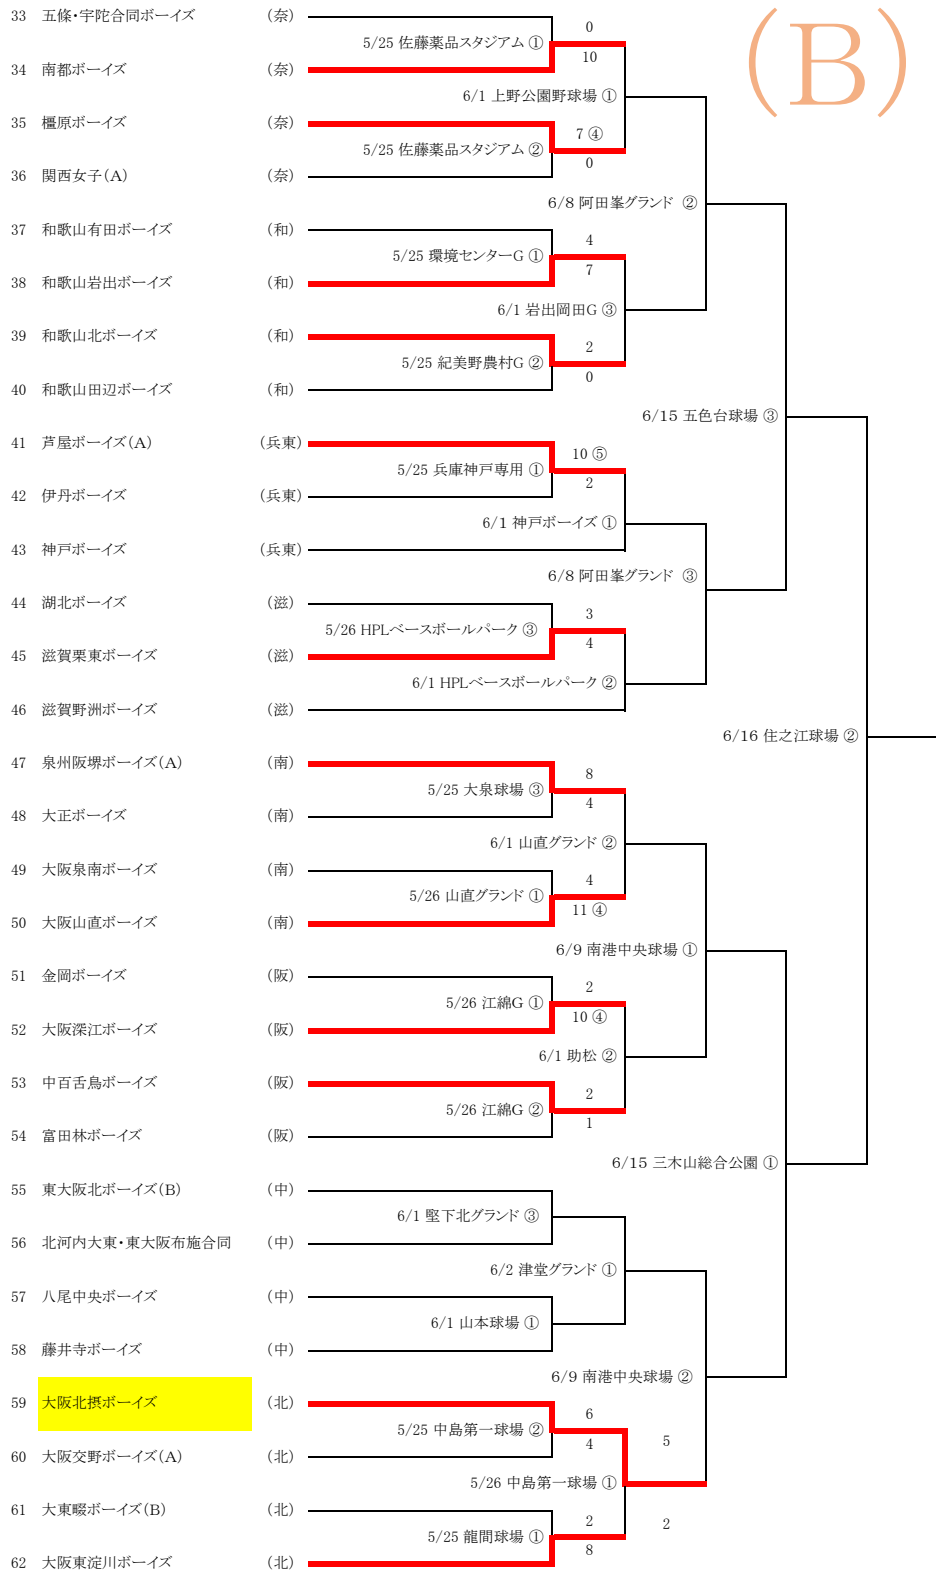 (B)
33 五條・宇陀合同ボーイズ (奈)
0
5/25 佐藤薬品スタジアム ①
10
34 南都ボーイズ (奈)
6/1 上野公園野球場 ①
35 橿原ボーイズ (奈)
7 ④
5/25 佐藤薬品スタジアム ②
0
36 関西女子(A) (奈)
6/8 阿田峯グランド ②
37 和歌山有田ボーイズ (和)
4
5/25 環境センターG ①
7
38 和歌山岩出ボーイズ (和)
6/1 岩出岡田G ③
39 和歌山北ボーイズ (和)
2
5/25 紀美野農村G ②
0
40 和歌山田辺ボーイズ (和)
6/15 五色台球場 ③
41 芦屋ボーイズ(A) (兵東)
10 ⑤
5/25 兵庫神戸専用 ①
2
42 伊丹ボーイズ (兵東)
6/1 神戸ボーイズ ①
43 神戸ボーイズ (兵東)
6/8 阿田峯グランド ③
44 湖北ボーイズ (滋)
3
5/26 HPLベースボールパーク ③
4
45 滋賀栗東ボーイズ (滋)
6/1 HPLベースボールパーク ②
46 滋賀野洲ボーイズ (滋)
6/16 住之江球場 ②
47 泉州阪堺ボーイズ(A) (南)
8
5/25 大泉球場 ③
4
48 大正ボーイズ (南)
6/1 山直グランド ②
49 大阪泉南ボーイズ (南)
4
5/26 山直グランド ①
11 ④
50 大阪山直ボーイズ (南)
6/9 南港中央球場 ①
51 金岡ボーイズ (阪)
2
5/26 江綿G ①
10 ④
52 大阪深江ボーイズ (阪)
6/1 助松 ②
53 中百舌鳥ボーイズ (阪)
2
5/26 江綿G ②
1
54 富田林ボーイズ (阪)
6/15 三木山総合公園 ①
55 東大阪北ボーイズ(B) (中)
6/1 堅下北グランド ③
56 北河内大東・東大阪布施合同 (中)
6/2 津堂グランド ①
57 八尾中央ボーイズ (中)
6/1 山本球場 ①
58 藤井寺ボーイズ (中)
6/9 南港中央球場 ②
59 大阪北摂ボーイズ (北)
6
5/25 中島第一球場 ②
4
5
60 大阪交野ボーイズ(A) (北)
5/26 中島第一球場 ①
61 大東畷ボーイズ(B) (北)
2
2
5/25 龍間球場 ①
8
62 大阪東淀川ボーイズ (北)